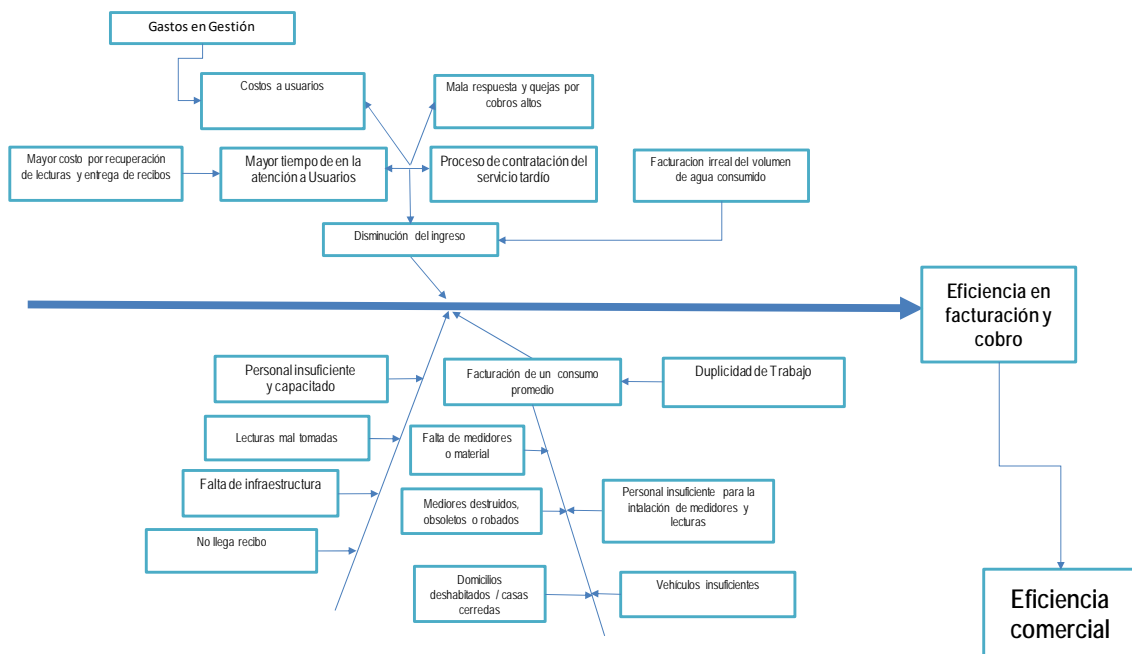 Gastos en Gestión
Costos a usuarios
Mala respuesta y quejas por
cobros altos
Mayor costo por recuperación
de lecturas y entrega de recibos
Mayor tiempo de en la
atención a Usuarios
Proceso de contratación del
servicio tardío
Facturacion irreal del volumen
de agua consumido
Disminución del ingreso
Eficiencia en
facturación y
cobro
Personal insuficiente
y capacitado
Facturación de un consumo
promedio
Duplicidad de Trabajo
Lecturas mal tomadas
Falta de medidores
o material
Falta de infraestructura
Mediores destruidos,
obsoletos o robados
Personal insuficiente para la
intalación de medidores y
lecturas
No llega recibo
Domicilios
deshabitados / casas
cerredas
Vehículos insuficientes
Eficiencia
comercial